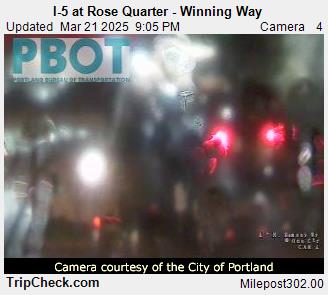 I-5 at Rose Quarter - Winning Way
Updated Mar 21 2025 9:05 PM Camera 4
PBOT
PORTLAND BUREAU OF TRANSPORTATION
Camera courtesy of the City of Portland
TripCheck.com Milepost302.00